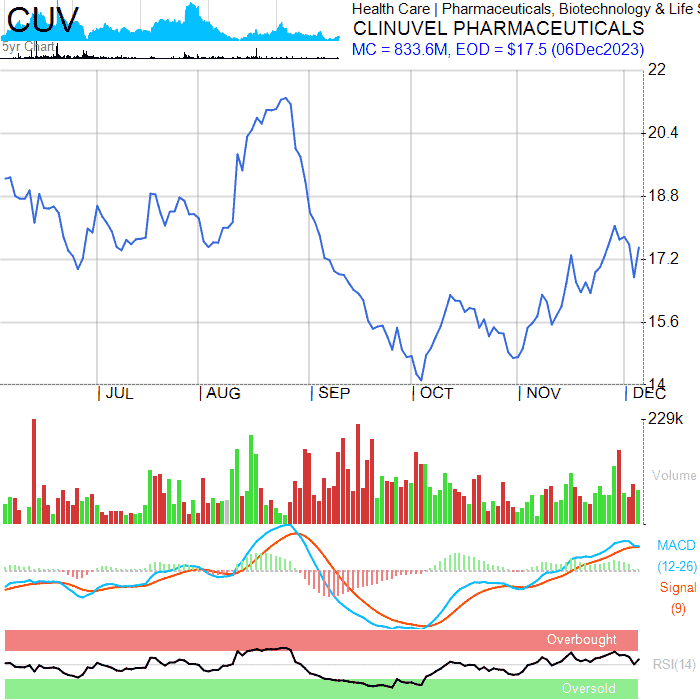 CUV
5yr Chart
Health Care | Pharmaceuticals, Biotechnology & Life S
CLINUVEL PHARMACEUTICALS
MC = 833.6M, EOD = $17.5 (06Dec2023)
22
20.4
18.8
17.2
15.6
14
JUL
AUG
SEP
OCT
NOV
DEC
229k
Volume
MACD
(12-26)
Signal
(9)
Overbought
RSI(14)
Oversold